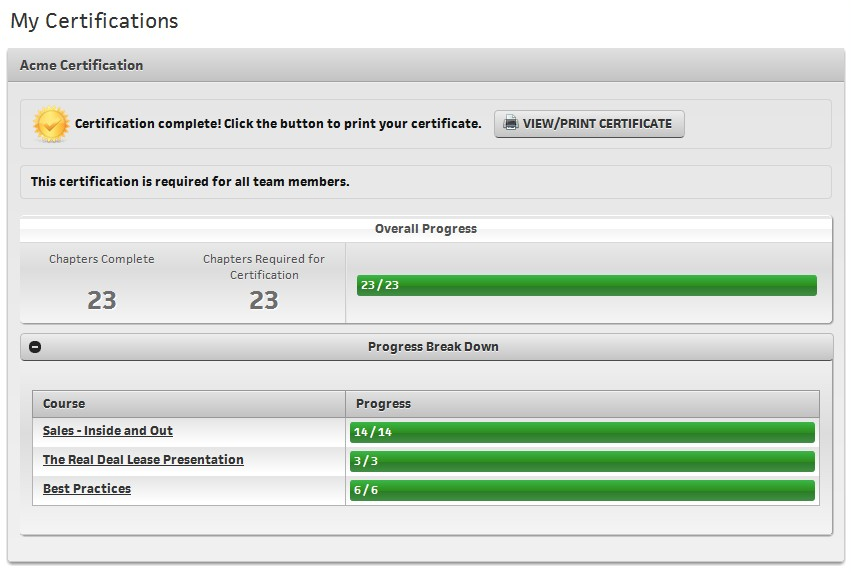 My Certifications
Acme Certification
Certification complete! Click the button to print your certificate.
VIEW/PRINT CERTIFICATE
This certification is required for all team members.
Overall Progress
Chapters Complete
23
Chapters Required for
Certification
23
23 / 23
Progress Break Down
Course
Progress
Sales - Inside and Out
14 / 14
The Real Deal Lease Presentation
3 / 3
Best Practices
6 / 6